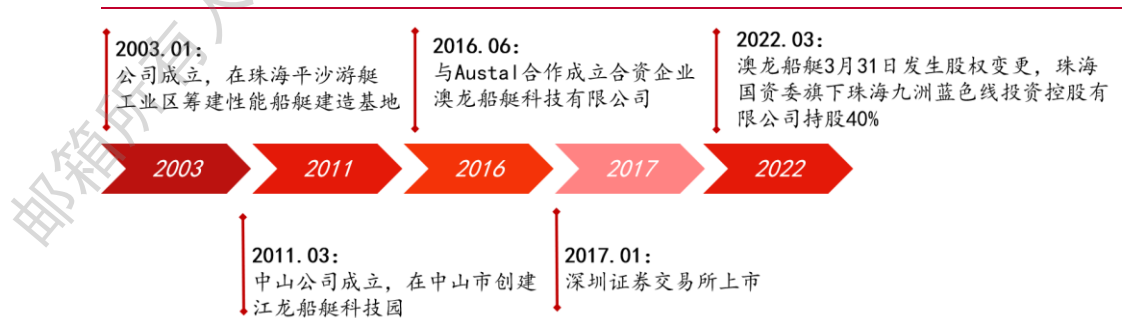 2003.01:
公司成立，在珠海平沙游艇
工业区筹建性能船艇建造基地
2016.06:
与Austal合作成立合资企业
澳龙船艇科技有限公司
2022.03:
澳龙船艇3月31日发生股权变更，珠海
国资委旗下珠海九洲蓝色线投资控股有
限公司持股40%
2003
2011
2016
2017
2022
2011.03:
中山公司成立，在中山市创建
江龙船艇科技园
2017.01:
深圳证券交易所上市
邮箱所有人